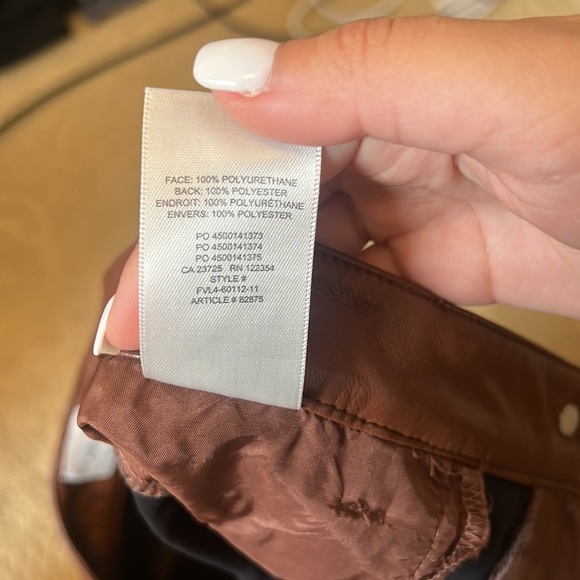 FACE: 100% POLYURETHANE
BACK: 100% POLYESTER
ENDROIT: 100% POLYURÉTHANE
ENVERS: 100% POLYESTER
PO 4500141373
PO 4500141374
PO 4500141375
CA 23725 RN 122354
STYLE #
FVL4-60112-11
ARTICLE # 82875